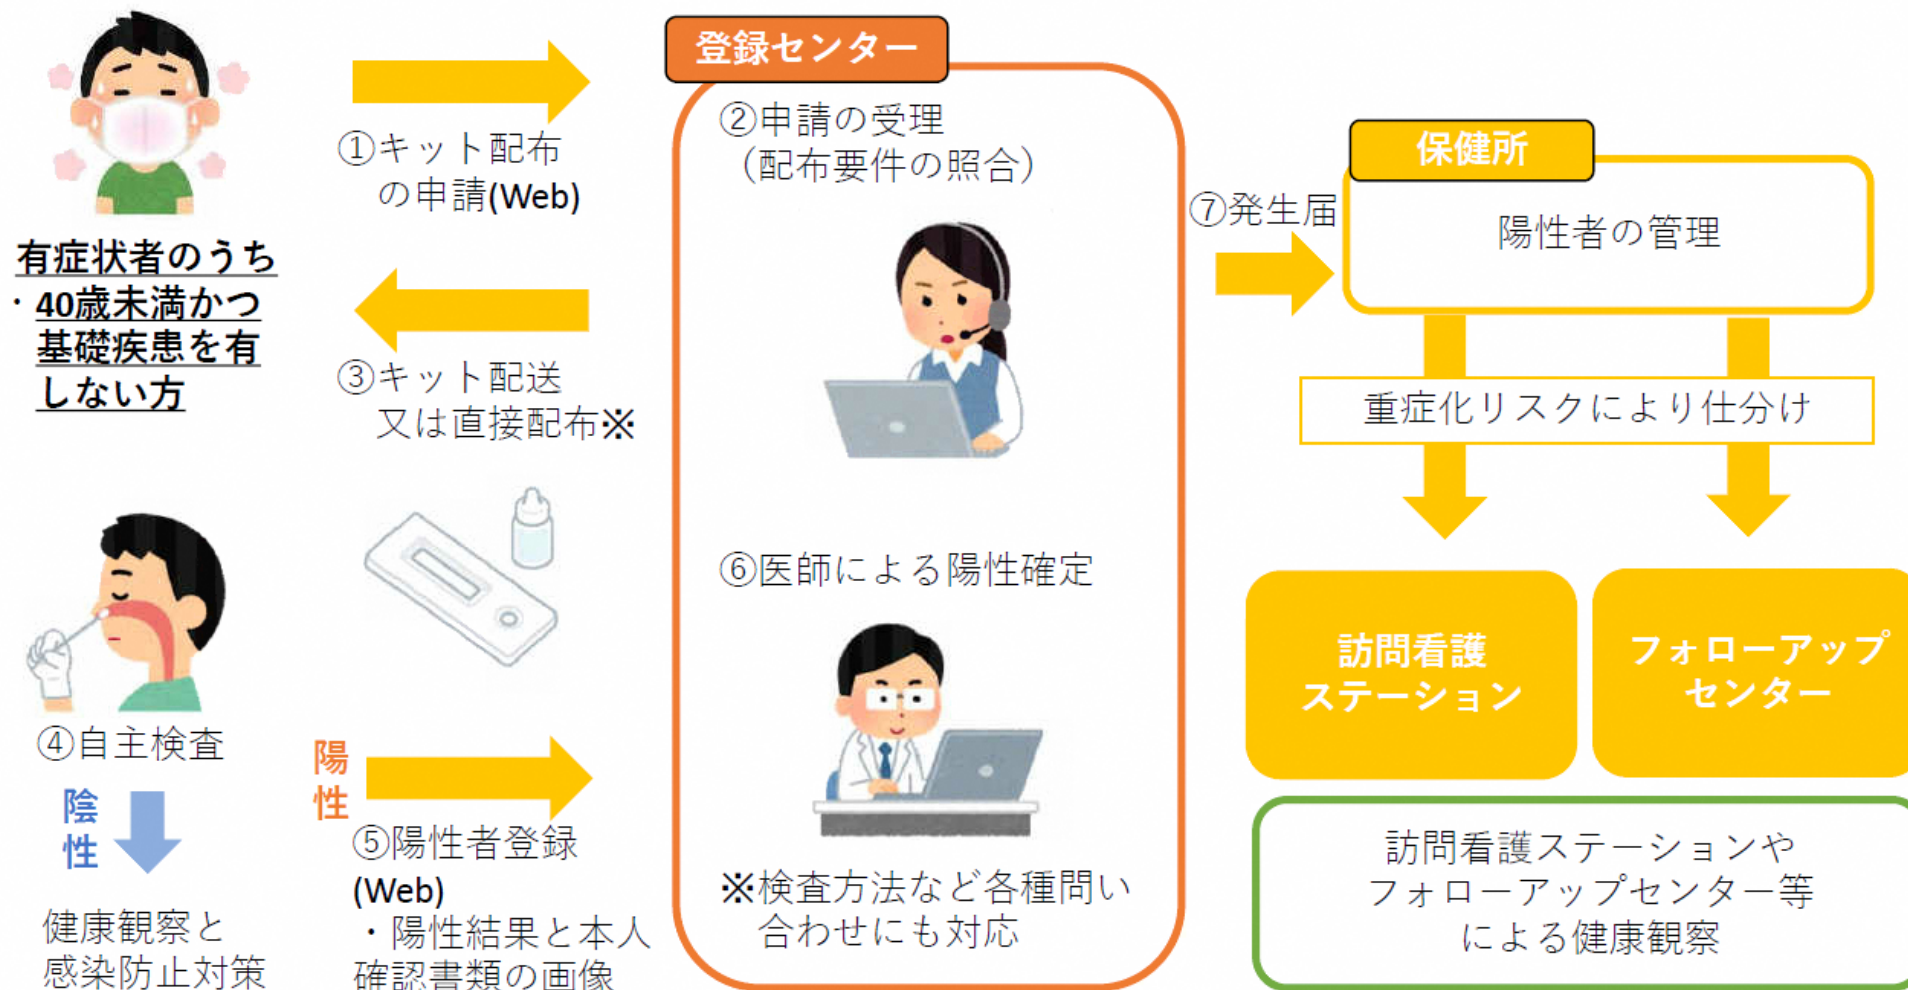 有症状者のうち
・40歳未満かつ
基礎疾患を有
しない方
①キット配布
の申請(Web)
登録センター
②申請の受理
（配布要件の照合）
③キット配送
又は直接配布※
④自主検査
陰
性
健康観察と
感染防止対策
陽
性
⑤陽性者登録
(Web)
・陽性結果と本人
確認書類の画像
⑥医師による陽性確定
※検査方法など各種問い
合わせにも対応
⑦発生届
保健所
陽性者の管理
重症化リスクにより仕分け
訪問看護
ステーション
フォローアップ
センター
訪問看護ステーションや
フォローアップセンター等
による健康観察